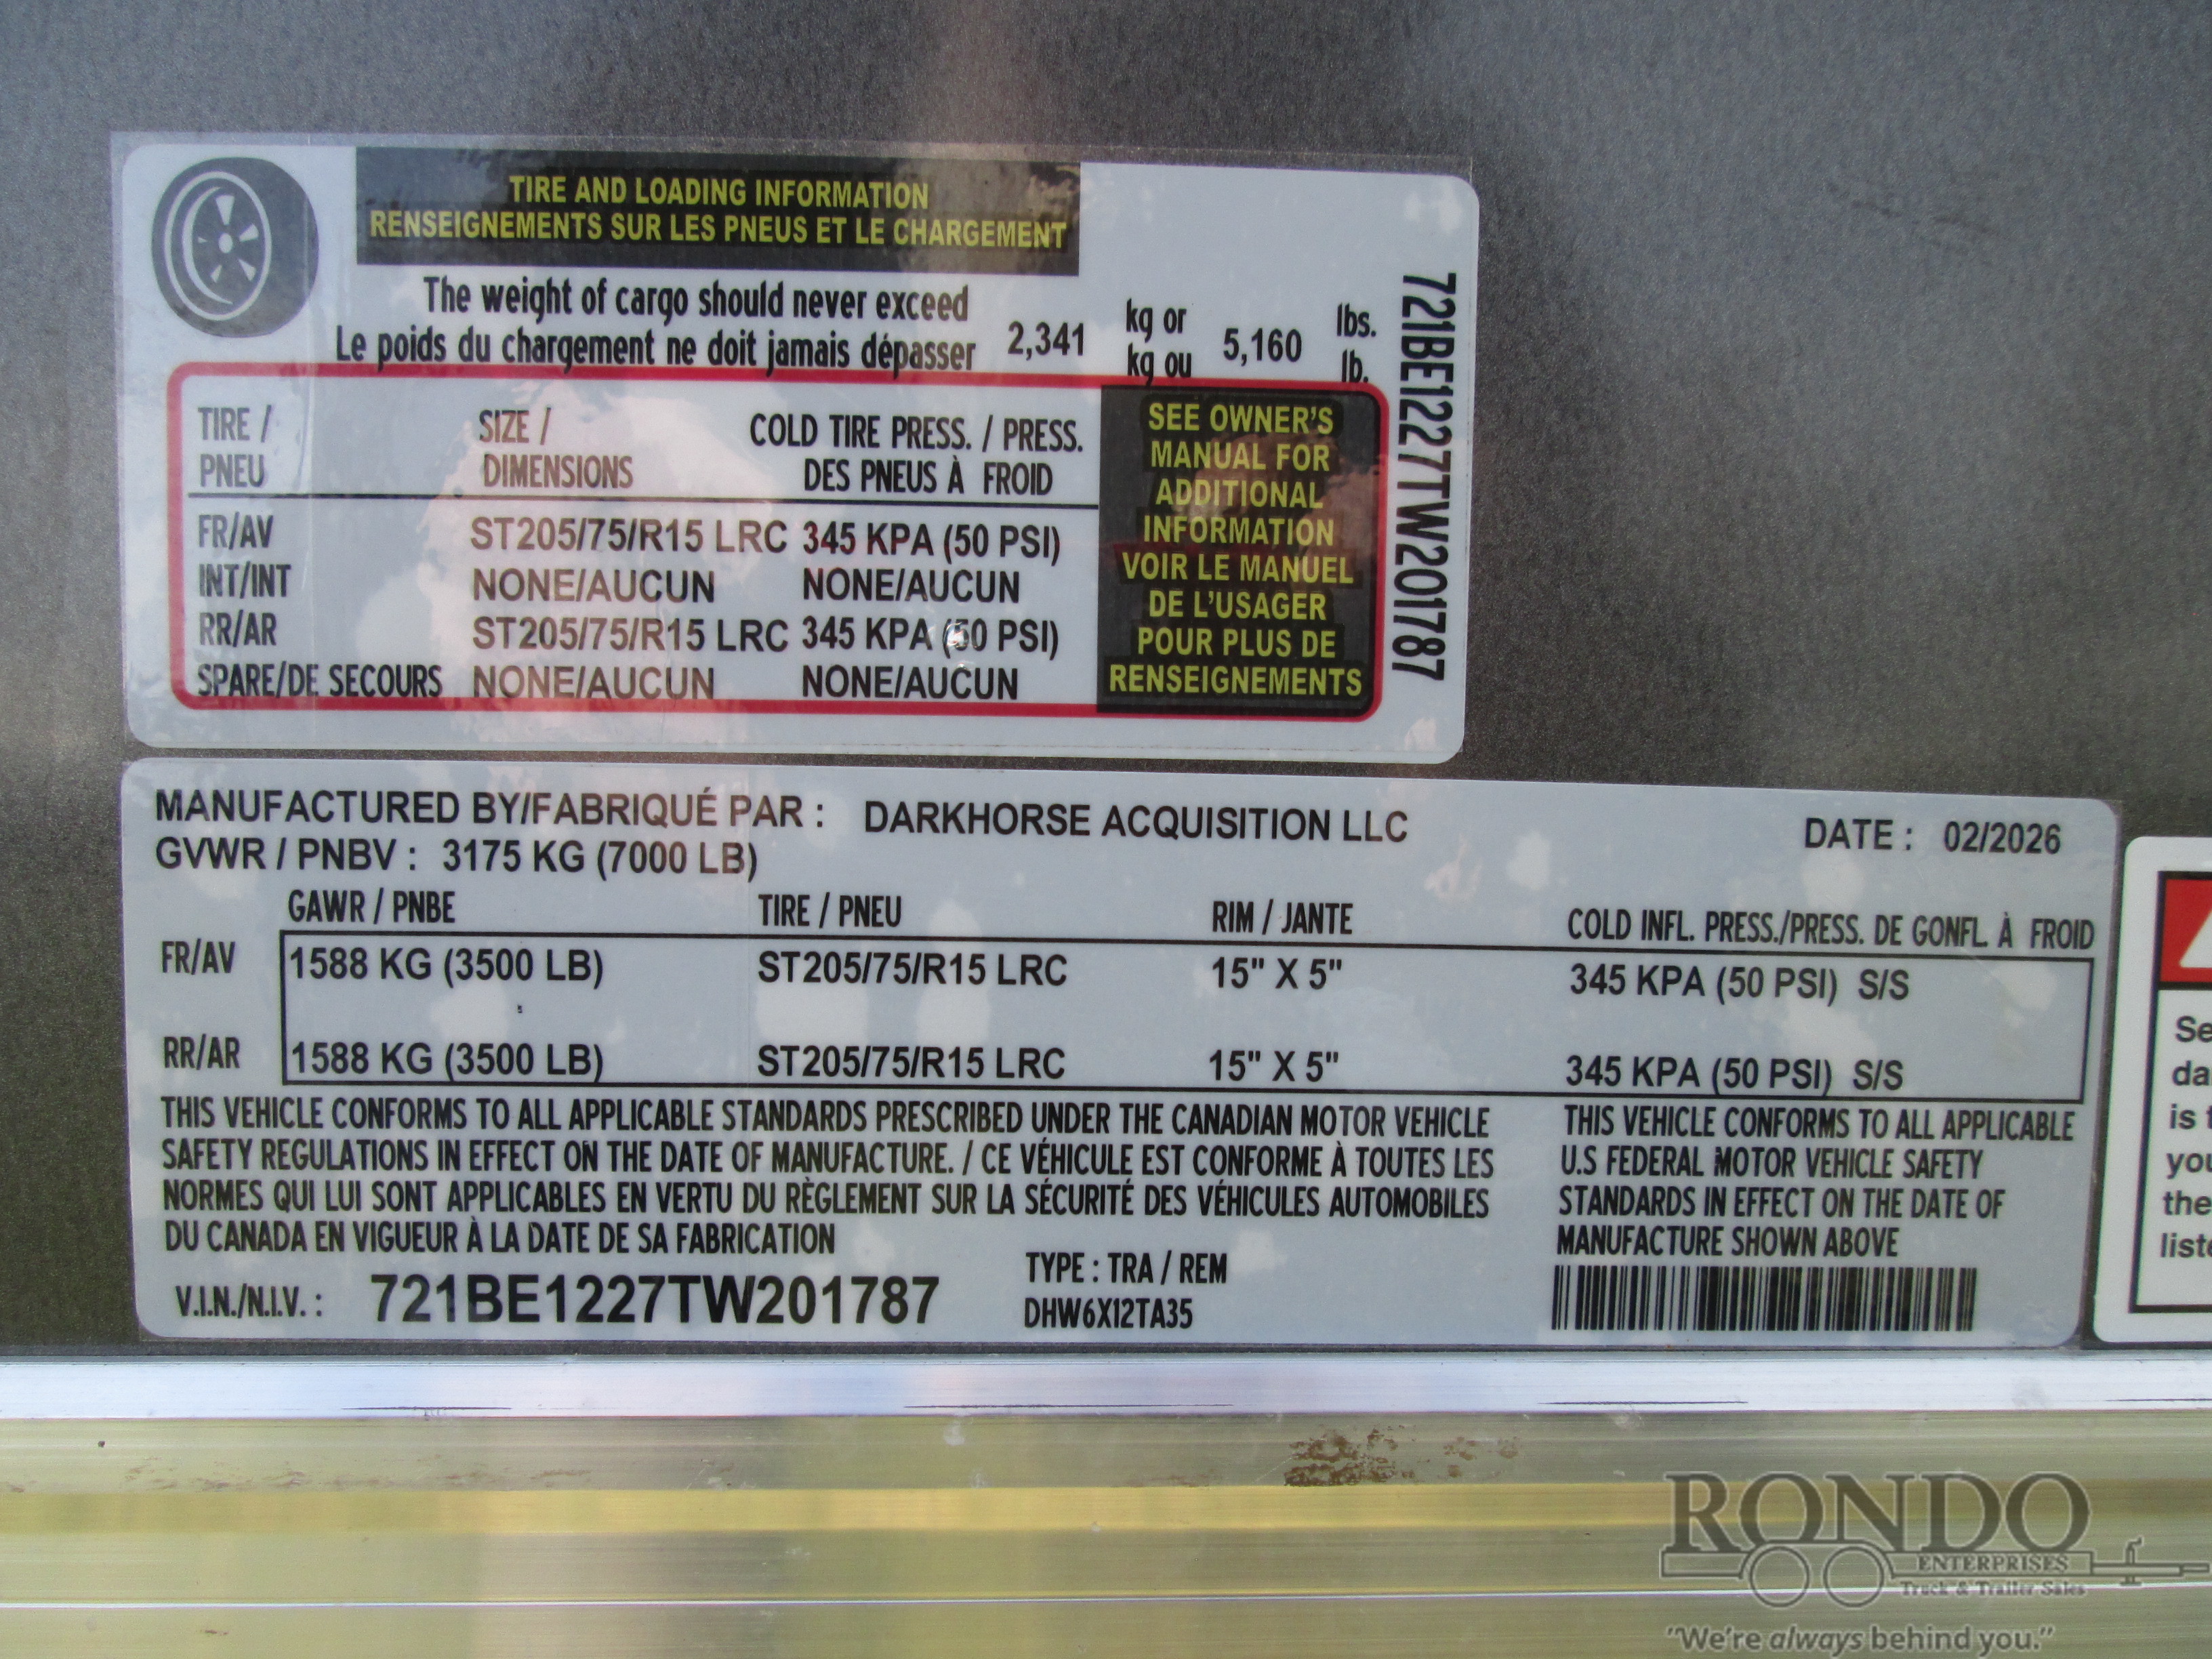 TIRE AND LOADING INFORMATION
RENSEIGNEMENTS SUR LES PNEUS ET LE CHARGEMENT
The weight of cargo should never exceed
Le poids du chargement ne doit jamais dépasser 2,341 kg or kg ou 5,160 lbs. lb.
TIRE / PNEU SIZE / DIMENSIONS COLD TIRE PRESS. / PRESS. DES PNEUS À FROID
FR/AV ST205/75/R15 LRC 345 KPA (50 PSI)
INT/INT NONE/AUCUN NONE/AUCUN
RR/AR ST205/75/R15 LRC 345 KPA (50 PSI)
SPARE/DE SECOURS NONE/AUCUN NONE/AUCUN
SEE OWNER'S
MANUAL FOR
ADDITIONAL
INFORMATION
VOIR LE MANUEL
DE L'USAGER
POUR PLUS DE
RENSEIGNEMENTS
721BE1227TW201787
MANUFACTURED BY/FABRIQUÉ PAR : DARKHORSE ACQUISITION LLC DATE : 02/2026
GVWR / PNBV : 3175 KG (7000 LB)
GAWR / PNBE TIRE / PNEU RIM / JANTE COLD INFL. PRESS./PRESS. DE GONFL. À FROID
FR/AV 1588 KG (3500 LB) ST205/75/R15 LRC 15" X 5" 345 KPA (50 PSI) S/S
RR/AR 1588 KG (3500 LB) ST205/75/R15 LRC 15" X 5" 345 KPA (50 PSI) S/S
THIS VEHICLE CONFORMS TO ALL APPLICABLE STANDARDS PRESCRIBED UNDER THE CANADIAN MOTOR VEHICLE
SAFETY REGULATIONS IN EFFECT ON THE DATE OF MANUFACTURE. / CE VÉHICULE EST CONFORME À TOUTES LES
NORMES QUI LUI SONT APPLICABLES EN VERTU DU RÈGLEMENT SUR LA SÉCURITÉ DES VÉHICULES AUTOMOBILES
DU CANADA EN VIGUEUR À LA DATE DE SA FABRICATION
THIS VEHICLE CONFORMS TO ALL APPLICABLE
U.S FEDERAL MOTOR VEHICLE SAFETY
STANDARDS IN EFFECT ON THE DATE OF
MANUFACTURE SHOWN ABOVE
V.I.N./N.I.V. : 721BE1227TW201787
TYPE : TRA / REM
DHW6X12TA35
RONDO
ENTERPRISES
Truck & Trailer Sales
"We're always behind you."